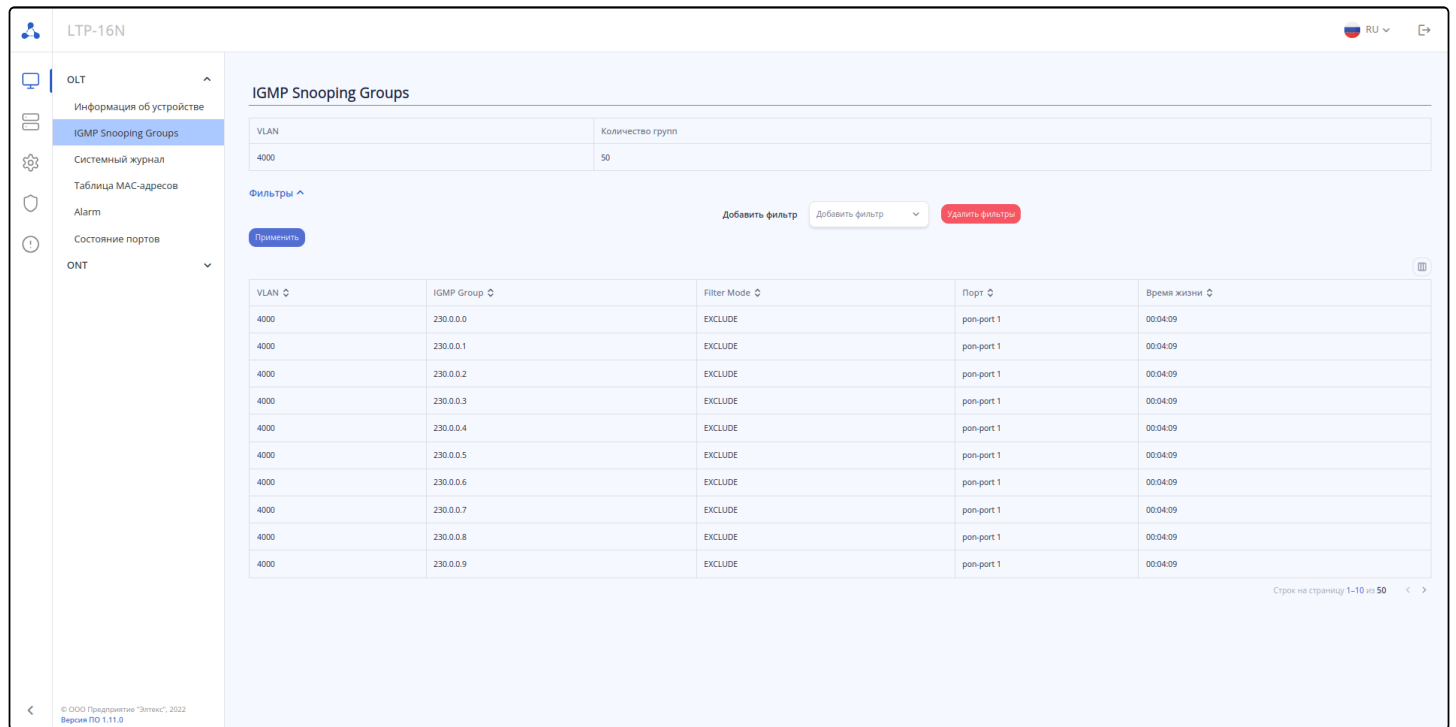 LTP-16N
RU
OLT
Информация об устройстве
IGMP Snooping Groups
Системный журнал
Таблица MAC-адресов
Alarm
Состояние портов
ONT
© ООО Предприятие "Элтекс", 2022
Версия ПО 1.11.0
IGMP Snooping Groups
VLAN Количество групп
4000 50
Фильтры
Добавить фильтр Добавить фильтр Удалить фильтры
Применить
VLAN IGMP Group Filter Mode Порт Время жизни
4000 230.0.0.0 EXCLUDE pon-port 1 00:04:09
4000 230.0.0.1 EXCLUDE pon-port 1 00:04:09
4000 230.0.0.2 EXCLUDE pon-port 1 00:04:09
4000 230.0.0.3 EXCLUDE pon-port 1 00:04:09
4000 230.0.0.4 EXCLUDE pon-port 1 00:04:09
4000 230.0.0.5 EXCLUDE pon-port 1 00:04:09
4000 230.0.0.6 EXCLUDE pon-port 1 00:04:09
4000 230.0.0.7 EXCLUDE pon-port 1 00:04:09
4000 230.0.0.8 EXCLUDE pon-port 1 00:04:09
4000 230.0.0.9 EXCLUDE pon-port 1 00:04:09
Строк на страницу 1–10 из 50